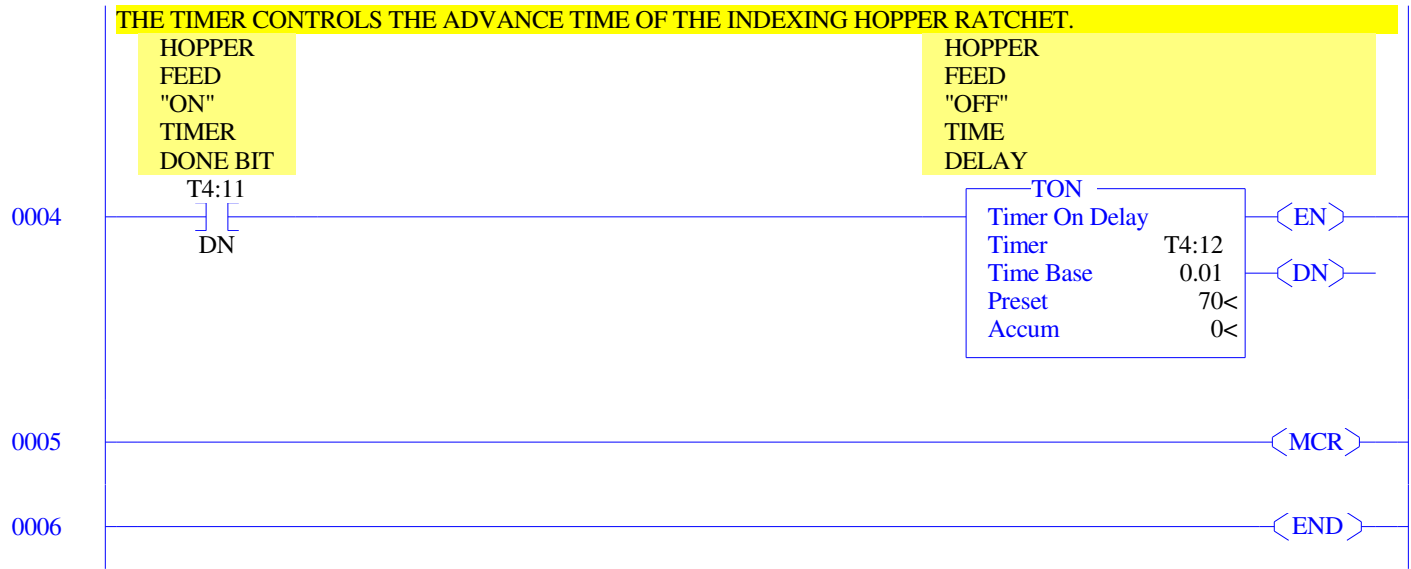 THE TIMER CONTROLS THE ADVANCE TIME OF THE INDEXING HOPPER RATCHET.
HOPPER
FEED
"ON"
TIMER
DONE BIT
HOPPER
FEED
"OFF"
TIME
DELAY
T4:11
TON
0004
DN
Timer On Delay
EN
Timer T4:12
Time Base 0.01
DN
Preset 70<
Accum 0<
0005
MCR
0006
END